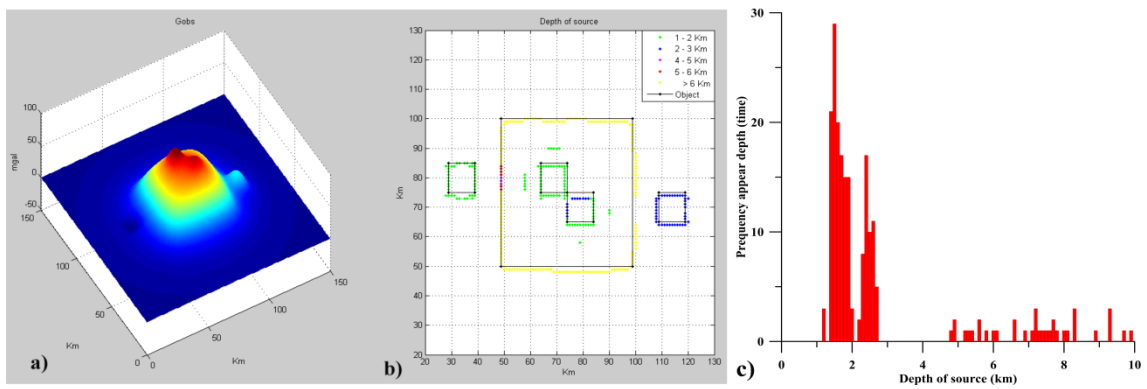 Gobs
100
50
0
-50
mgal
150
100
50
0
Km
0
50
100
150
Km
a)
Depth of source
130
120
110
100
90
80
70
60
50
40
30
20
Km
20 30 40 50 60 70 80 90 100 110 120 130
Km
1 - 2 Km
2 - 3 Km
4 - 5 Km
5 - 6 Km
> 6 Km
Object
b)
c)
30
20
10
20
Prequency appear depth (time)
0 2 4 6 8 10
Depth of source (km)